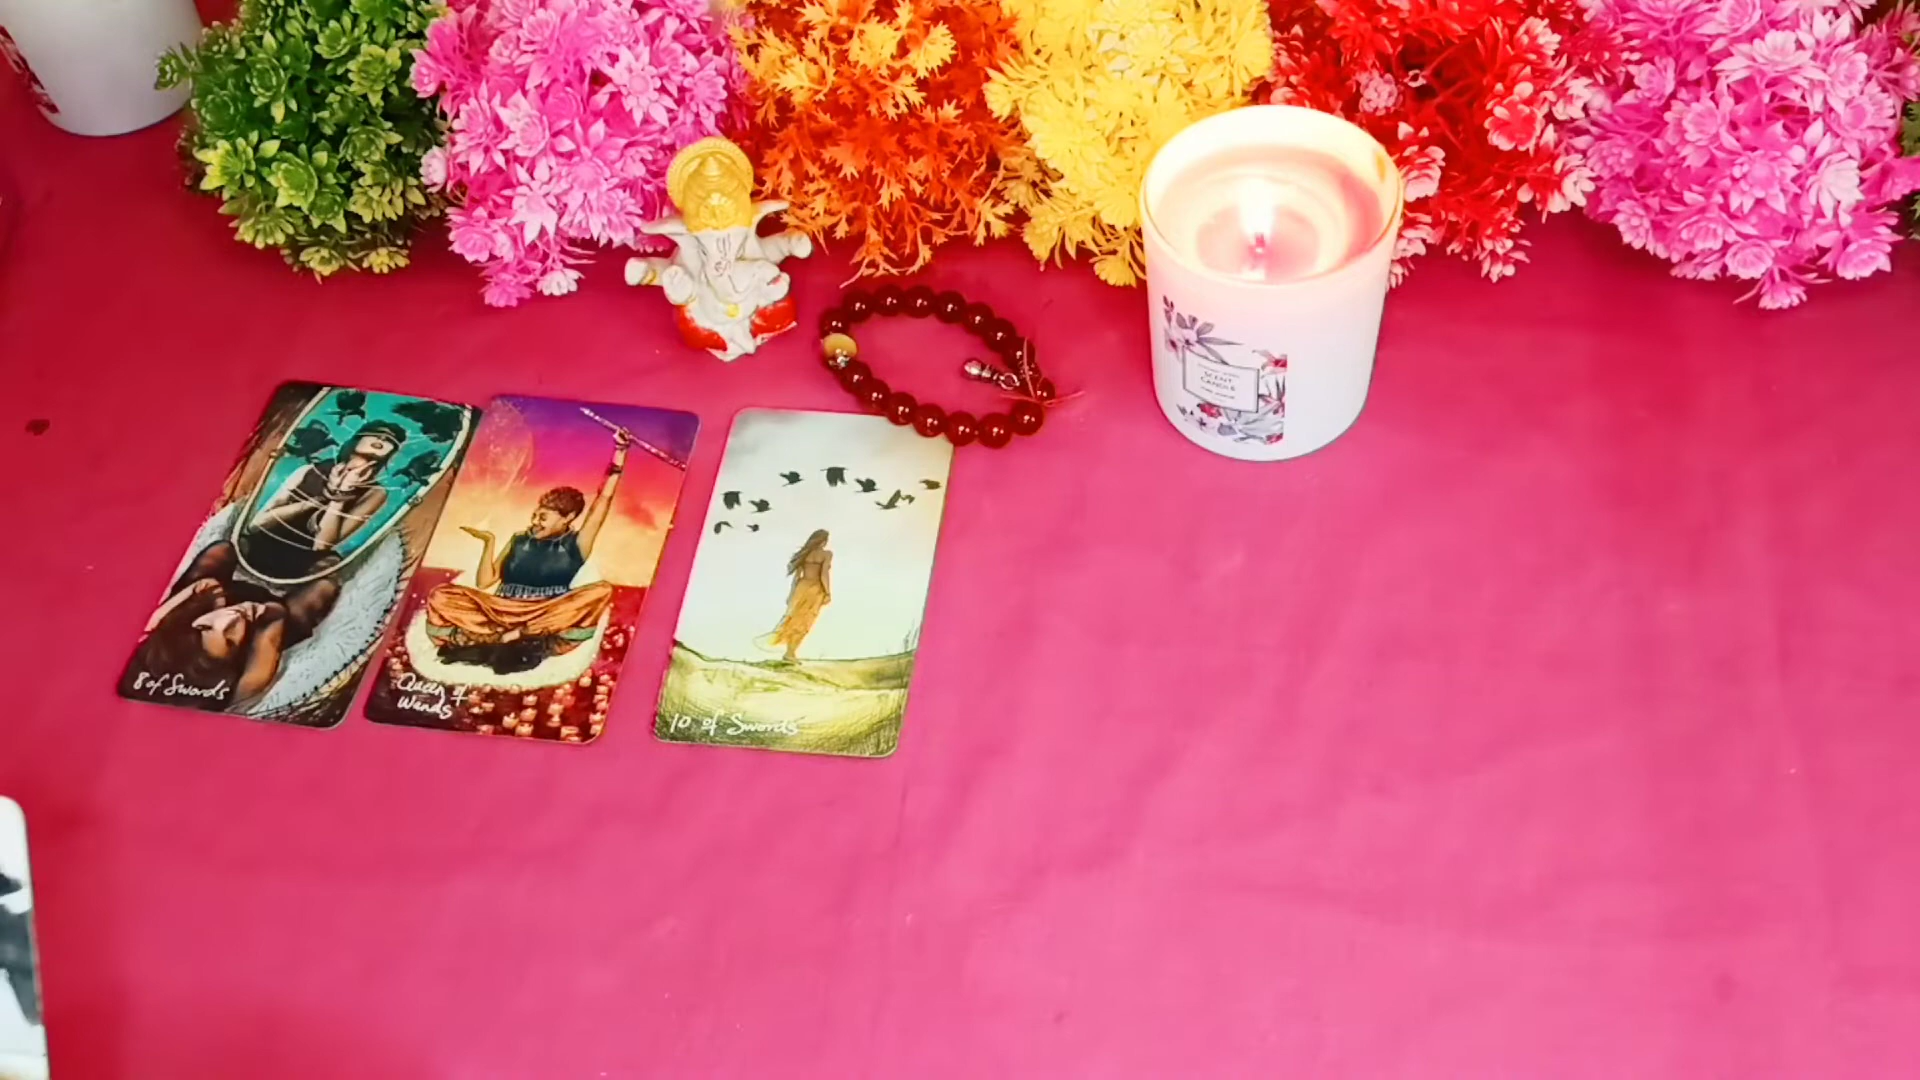 SCENT
CANDLE
8 of Swords
Queen of
Wands
10 of Swords